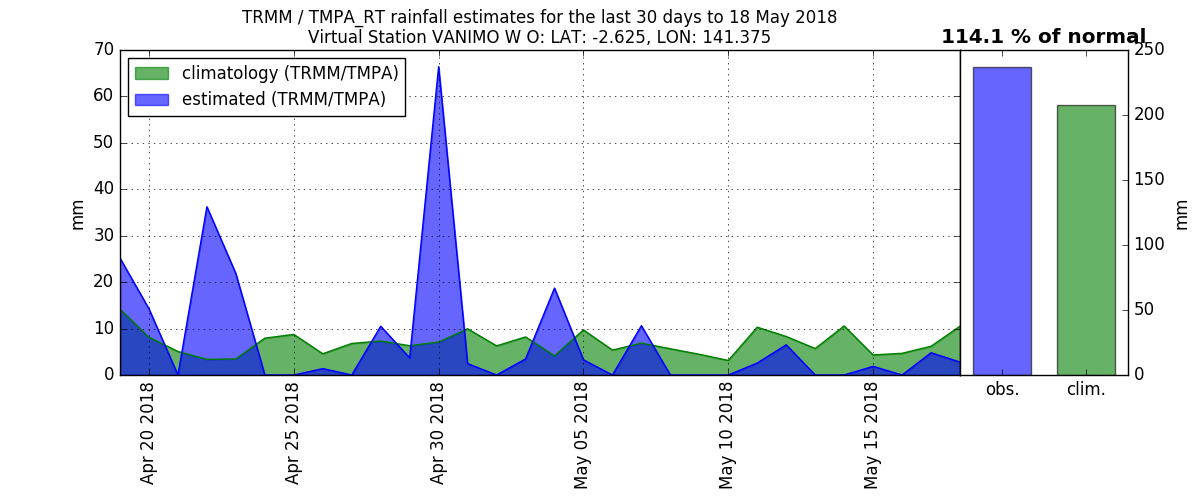 TRMM / TMPA_RT rainfall estimates for the last 30 days to 18 May 2018
Virtual Station VANIMO W O: LAT: -2.625, LON: 141.375
114.1 % of normal
climatology (TRMM/TMPA)
estimated (TRMM/TMPA)
70
60
50
40
30
20
10
0
mm
Apr 20 2018
Apr 25 2018
Apr 30 2018
May 05 2018
May 10 2018
May 15 2018
obs.
clim.
250
200
150
100
50
0
mm